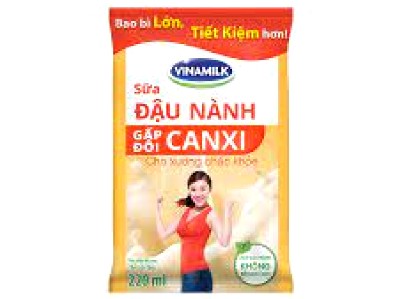 Bao bì Lớn,
Tiết Kiệm hơn!
VINAMILK
Sữa
ĐẬU NÀNH
GẤP ĐÔI CANXI
Cho xương chắc khỏe
KHÔNG
220 ml